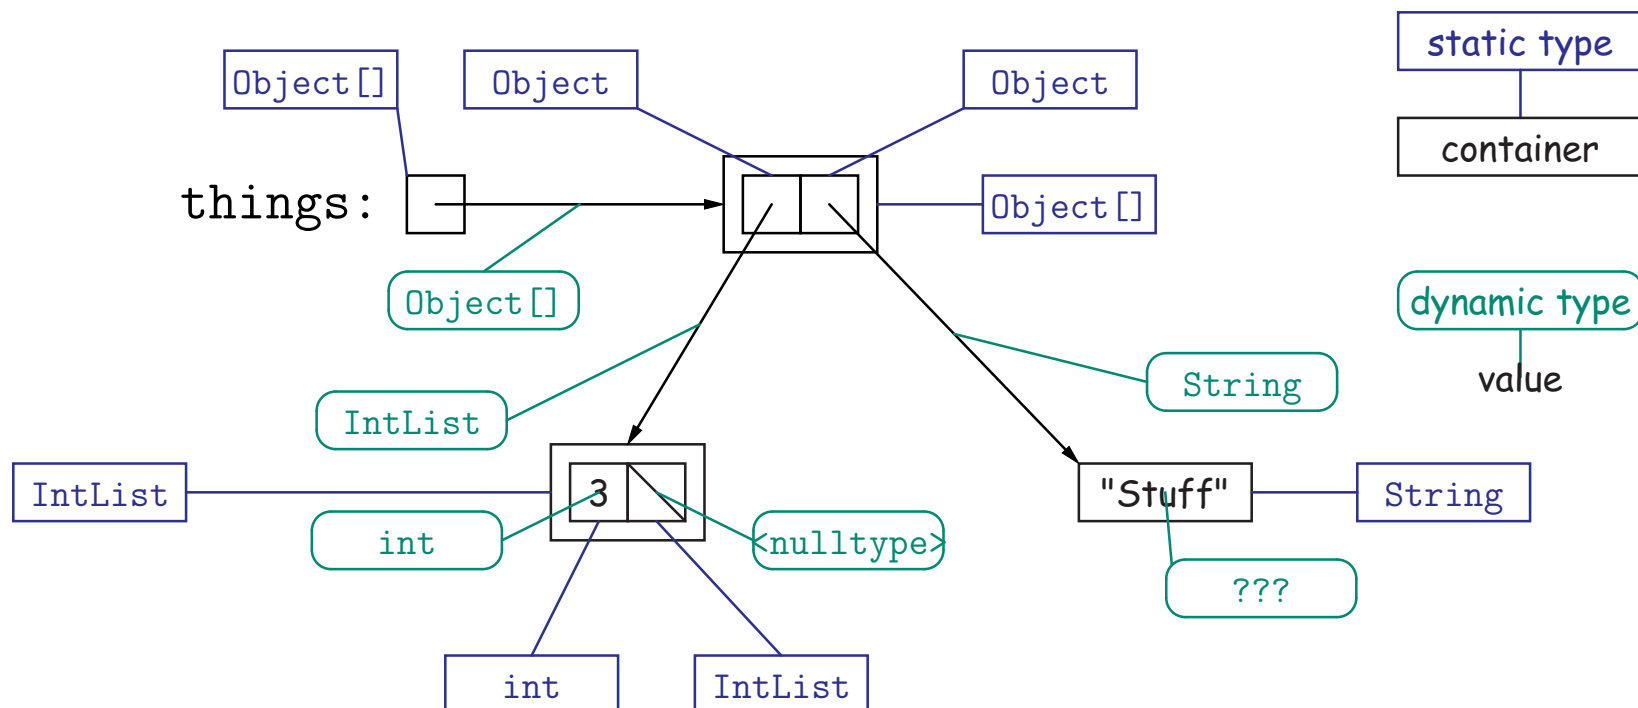 static type
Object[]
Object
Object
container
things:
Object[]
Object[]
dynamic type
value
String
IntList
IntList
3
"Stuff"
String
int
<nulltype>
???
int
IntList